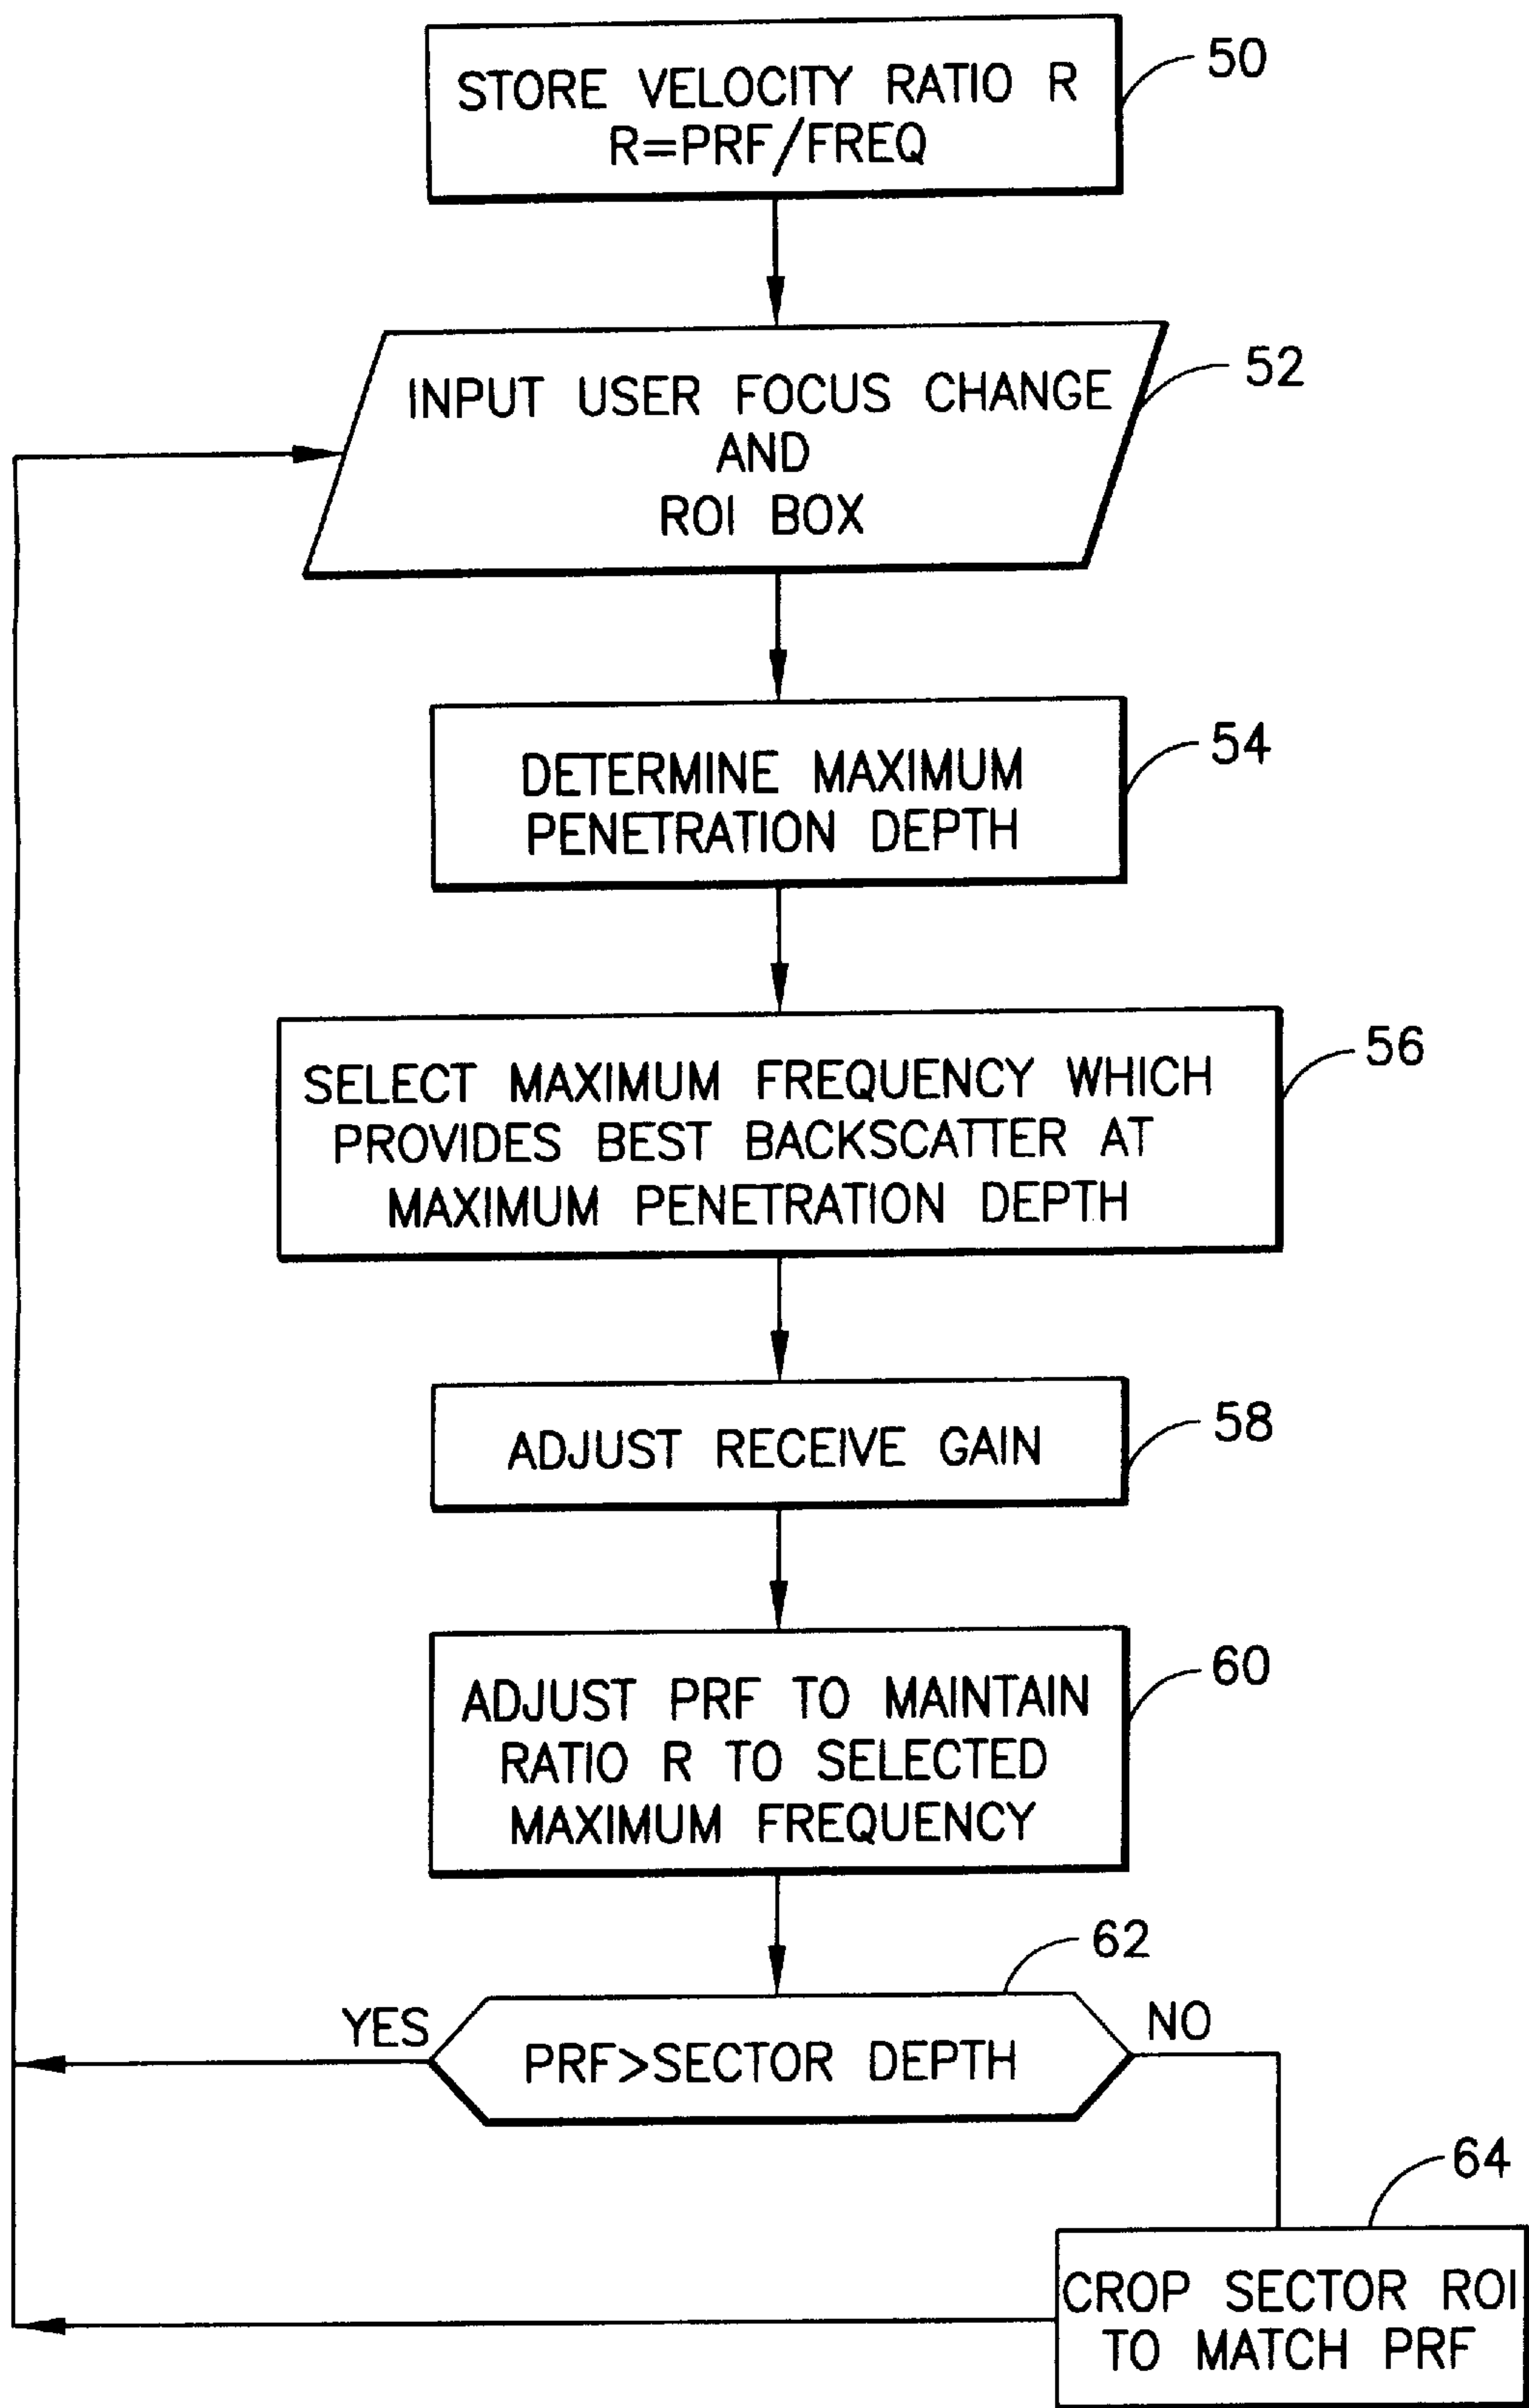 STORE VELOCITY RATIO R
R=PRF/FREQ
50
INPUT USER FOCUS CHANGE
AND
ROI BOX
52
DETERMINE MAXIMUM
PENETRATION DEPTH
54
SELECT MAXIMUM FREQUENCY WHICH
PROVIDES BEST BACKSCATTER AT
MAXIMUM PENETRATION DEPTH
56
ADJUST RECEIVE GAIN
58
ADJUST PRF TO MAINTAIN
RATIO R TO SELECTED
MAXIMUM FREQUENCY
60
62
YES
PRF>SECTOR DEPTH
NO
64
CROP SECTOR ROI
TO MATCH PRF